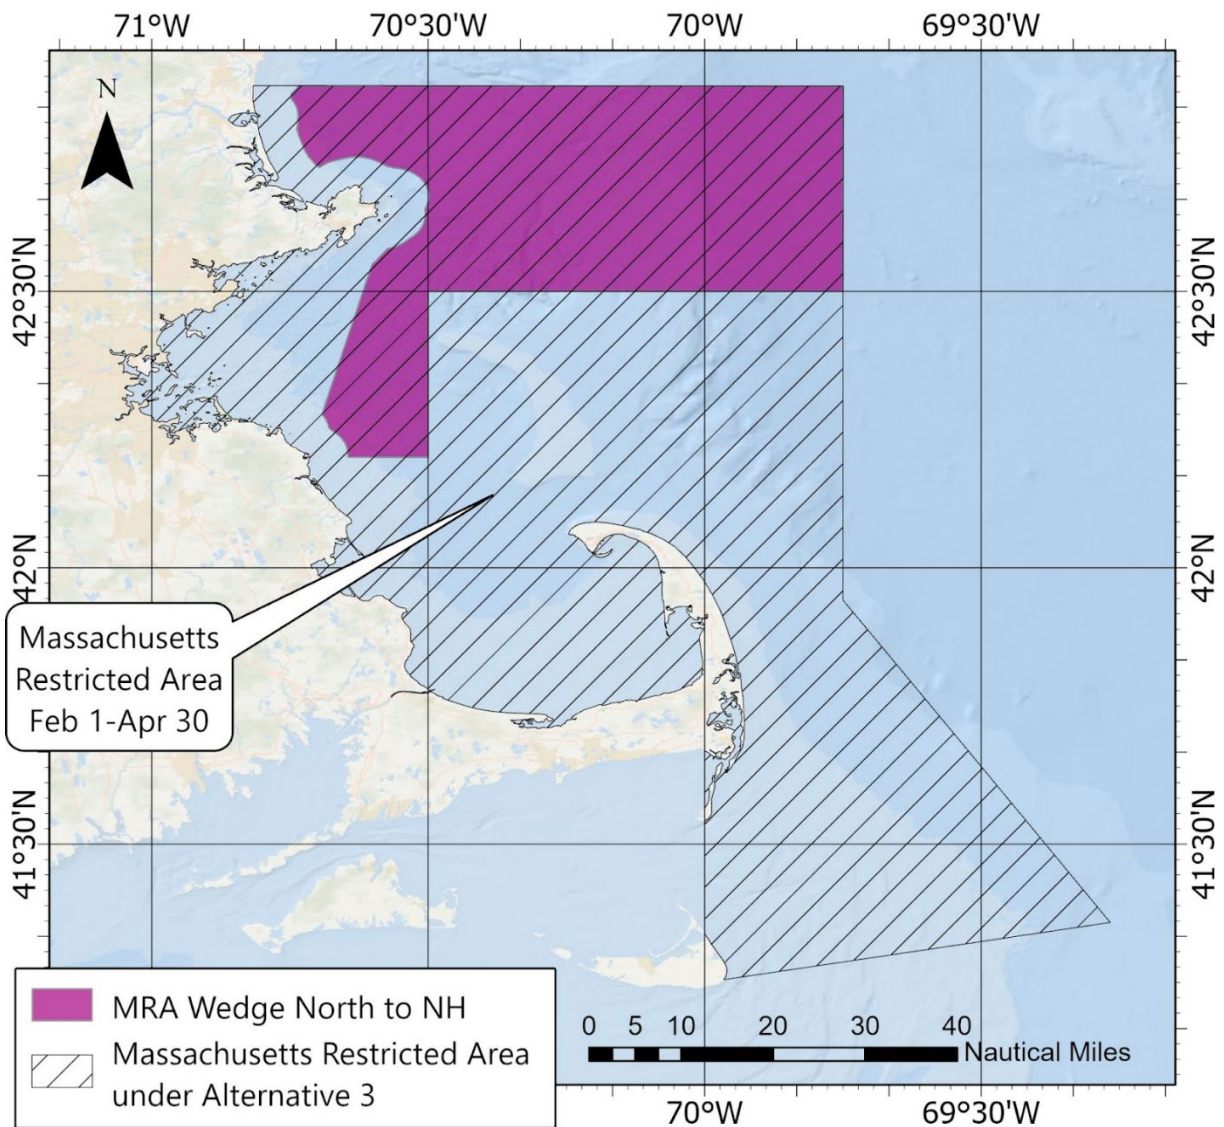 71°W 70°30'W 70°W 69°30'W
N
42°30'N 42°30'N
42°N 42°N
Massachusetts
Restricted Area
Feb 1-Apr 30
41°30'N 41°30'N
MRA Wedge North to NH
Massachusetts Restricted Area
under Alternative 3
0 5 10 20 30 40
Nautical Miles
70°W 69°30'W